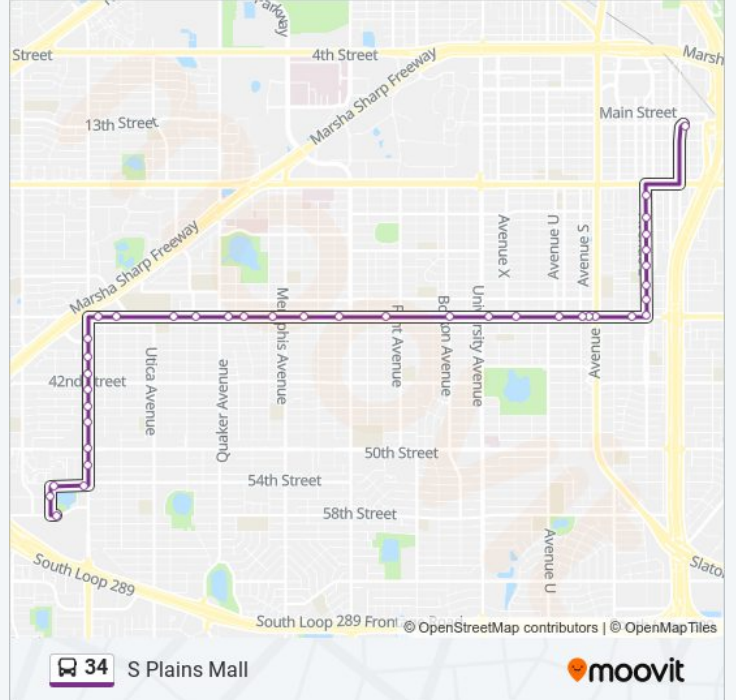 Parkway
Street
4th Street
Marsh
Marsha Sharp Freeway
Main Street
13th Street
Avenue X
Avenue U
Avenue S
Marsha Sharp Freeway
Memphis Avenue
Boston Avenue
University Avenue
Avenue
42nd Street
Utica Avenue
Quaker Avenue
50th Street
54th Street
58th Street
Avenue U
South Loop 289
Slato
South Loop 289 Front
© OpenStreetMap contributors | © OpenMapTiles
34 S Plains Mall
moovit